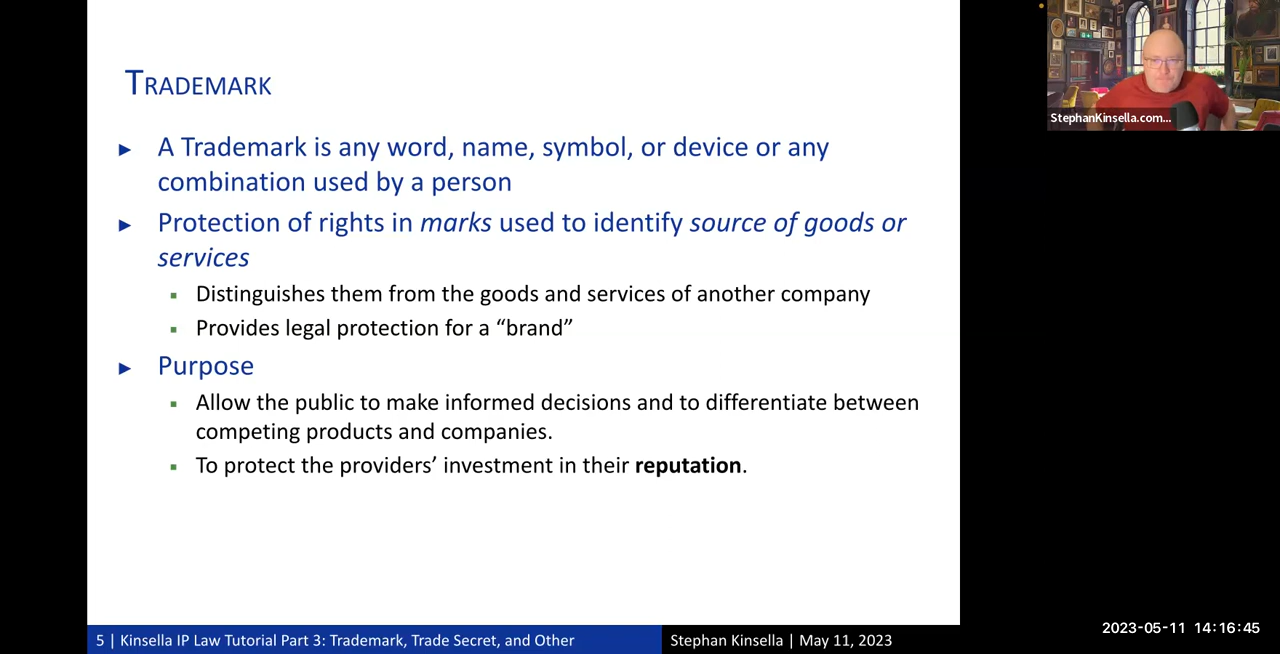 TRADEMARK
► A Trademark is any word, name, symbol, or device or any
combination used by a person
► Protection of rights in marks used to identify source of goods or
services
▪ Distinguishes them from the goods and services of another company
▪ Provides legal protection for a “brand”
► Purpose
▪ Allow the public to make informed decisions and to differentiate between
competing products and companies.
▪ To protect the providers’ investment in their reputation.
5 | Kinsella IP Law Tutorial Part 3: Trademark, Trade Secret, and Other
Stephan Kinsella | May 11, 2023
StephanKinsella.com...
2023-05-11 14:16:45